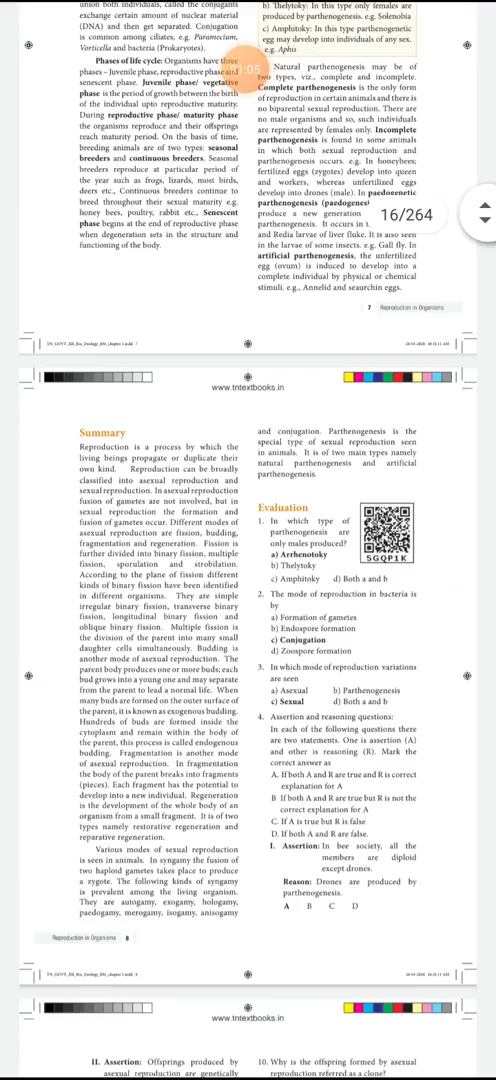 union both individuals, called the conjugants
exchange certain amount of nuclear material
(DNA) and then get separated. Conjugation
is common among ciliates, e.g. Paramecium,
Vorticella and bacteria (Prokaryotes).
Phases of life cycle: Organisms have three
phases – Juvenile phase, reproductive phase and
senescent phase. Juvenile phase/ vegetative
phase is the period of growth between the birth
of the individual upto reproductive maturity.
During reproductive phase/ maturity phase
the organisms reproduce and their offsprings
reach maturity period. On the basis of time,
breeding animals are of two types: seasonal
breeders and continuous breeders. Seasonal
breeders reproduce at particular period of
the year such as frogs, lizards, most birds,
deers etc., Continuous breeders continue to
breed throughout their sexual maturity e.g.
honey bees, poultry, rabbit etc., Senescent
phase begins at the end of reproductive phase
when degeneration sets in the structure and
functioning of the body.
b) Thelytoky: In this type only females are
produced by parthenogenesis. e.g. Solenobia
c) Amphitoky: In this type parthenogenetic
egg may develop into individuals of any sex.
e.g. Aphis
01:05
Natural parthenogenesis may be of
two types, viz., complete and incomplete.
Complete parthenogenesis is the only form
of reproduction in certain animals and there is
no biparental sexual reproduction. There are
no male organisms and so, such individuals
are represented by females only. Incomplete
parthenogenesis is found in some animals
in which both sexual reproduction and
parthenogenesis occurs. e.g. In honeybees;
fertilized eggs (zygotes) develop into queen
and workers, whereas unfertilized eggs
develop into drones (male). In paedogenetic
parthenogenesis
produce a new generation
parthenogenesis. It occurs in
and Redia larvae of liver fluke. It is also seen
in the larvae of some insects. e.g. Gall fly. In
artificial parthenogenesis, the unfertilized
egg (ovum) is induced to develop into a
complete individual by physical or chemical
stimuli. e.g., Annelid and seaurchin eggs.
16/264
7 Reproduction in Organisms
www.tntextbooks.in
Summary
Reproduction is a process by which the
living beings propagate or duplicate their
own kind. Reproduction can be broadly
classified into asexual reproduction and
sexual reproduction. In asexual reproduction
fusion of gametes are not involved, but in
sexual reproduction the formation and
fusion of gametes occur. Different modes of
asexual reproduction are fission, budding,
fragmentation and regeneration. Fission is
further divided into binary fission, multiple
fission, sporulation and strobilation.
According to the plane of fission different
kinds of binary fission have been identified
in different organisms. They are simple
irregular binary fission, transverse binary
fission, longitudinal binary fission and
oblique binary fission. Multiple fission is
the division of the parent into many small
daughter cells simultaneously. Budding is
another mode of asexual reproduction. The
parent body produces one or more buds; each
bud grows into a young one and may separate
from the parent to lead a normal life. When
many buds are formed on the outer surface of
the parent, it is known as exogenous budding.
Hundreds of buds are formed inside the
cytoplasm and remain within the body of
the parent, this process is called endogenous
budding. Fragmentation is another mode
of asexual reproduction. In fragmentation
the body of the parent breaks into fragments
(pieces). Each fragment has the potential to
develop into a new individual. Regeneration
is the development of the whole body of an
organism from a small fragment. It is of two
types namely restorative regeneration and
reparative regeneration.
Various modes of sexual reproduction
is seen in animals. In syngamy the fusion of
two haploid gametes takes place to produce
a zygote. The following kinds of syngamy
is prevalent among the living organism.
They are autogamy, exogamy, hologamy,
paedogamy, merogamy, isogamy, anisogamy
and conjugation. Parthenogenesis is the
special type of sexual reproduction seen
in animals. It is of two main types namely
natural parthenogenesis and artificial
parthenogenesis.
Evaluation
1. In which type of
parthenogenesis are
only males produced?
a) Arrhenotoky
b) Thelytoky
c) Amphitoky d) Both a and b
5GQP1K
2. The mode of reproduction in bacteria is
by
a) Formation of gametes
b) Endospore formation
c) Conjugation
d) Zoospore formation
3. In which mode of reproduction variations
are seen
a) Asexual b) Parthenogenesis
c) Sexual d) Both a and b
4. Assertion and reasoning questions:
In each of the following questions there
are two statements. One is assertion (A)
and other is reasoning (R). Mark the
correct answer as
A. If both A and R are true and R is correct
explanation for A
B If both A and R are true but R is not the
correct explanation for A
C. If A is true but R is false
D. If both A and R are false.
I. Assertion: In bee society, all the
members are diploid
except drones.
Reason: Drones are produced by
parthenogenesis.
A B C D
Reproduction in Organisms 8
www.tntextbooks.in
II. Assertion: Offsprings produced by
asexual reproduction are genetically
10. Why is the offspring formed by asexual
reproduction referred as a clone?